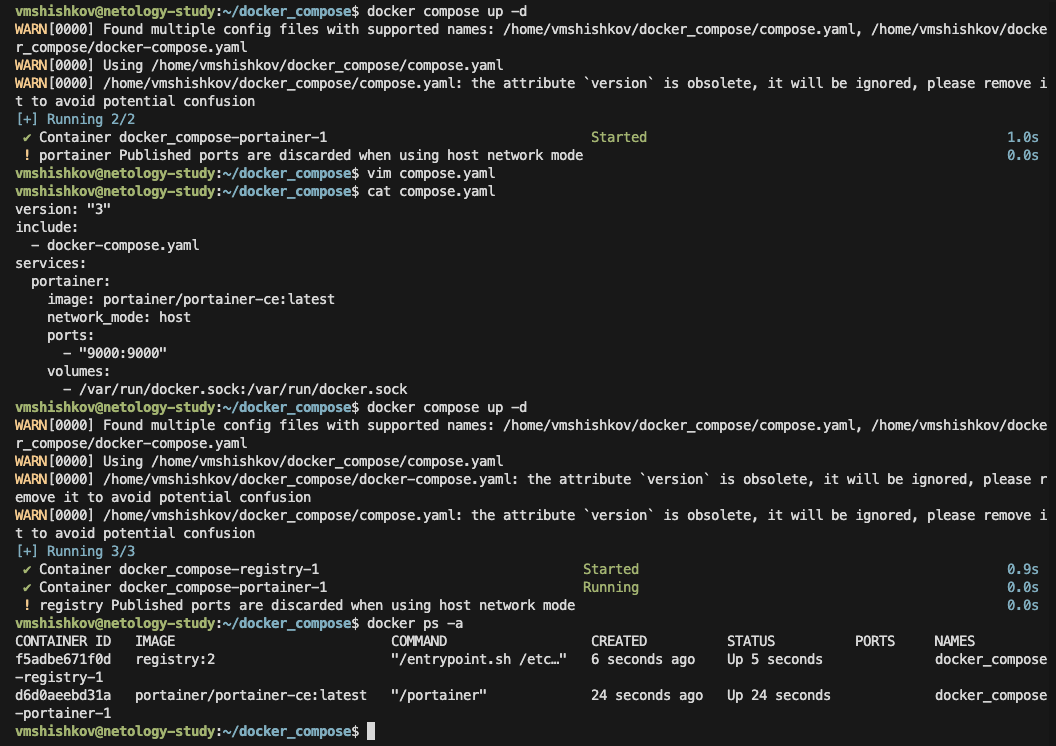 vmshishkov@netology-study:~/docker_compose$ docker compose up -d
WARN[0000] Found multiple config files with supported names: /home/vmshishkov/docker_compose/compose.yaml, /home/vmshishkov/docke
r_compose/docker-compose.yaml
WARN[0000] Using /home/vmshishkov/docker_compose/compose.yaml
WARN[0000] /home/vmshishkov/docker_compose/compose.yaml: the attribute `version` is obsolete, it will be ignored, please remove i
t to avoid potential confusion
[+] Running 2/2
✔ Container docker_compose-portainer-1 Started 1.0s
! portainer Published ports are discarded when using host network mode 0.0s
vmshishkov@netology-study:~/docker_compose$ vim compose.yaml
vmshishkov@netology-study:~/docker_compose$ cat compose.yaml
version: "3"
include:
  - docker-compose.yaml
services:
  portainer:
    image: portainer/portainer-ce:latest
    network_mode: host
    ports:
      - "9000:9000"
    volumes:
      - /var/run/docker.sock:/var/run/docker.sock
vmshishkov@netology-study:~/docker_compose$ docker compose up -d
WARN[0000] Found multiple config files with supported names: /home/vmshishkov/docker_compose/compose.yaml, /home/vmshishkov/docke
r_compose/docker-compose.yaml
WARN[0000] Using /home/vmshishkov/docker_compose/compose.yaml
WARN[0000] /home/vmshishkov/docker_compose/docker-compose.yaml: the attribute `version` is obsolete, it will be ignored, please r
emove it to avoid potential confusion
WARN[0000] /home/vmshishkov/docker_compose/compose.yaml: the attribute `version` is obsolete, it will be ignored, please remove i
t to avoid potential confusion
[+] Running 3/3
✔ Container docker_compose-registry-1 Started 0.9s
✔ Container docker_compose-portainer-1 Running 0.0s
! registry Published ports are discarded when using host network mode 0.0s
vmshishkov@netology-study:~/docker_compose$ docker ps -a
CONTAINER ID   IMAGE   COMMAND   CREATED   STATUS   PORTS   NAMES
f5adbe671f0d   registry:2   "/entrypoint.sh /etc…"   6 seconds ago   Up 5 seconds   docker_compose
-registry-1
d6d0aeebd31a   portainer/portainer-ce:latest   "/portainer"   24 seconds ago   Up 24 seconds   docker_compose
-portainer-1
vmshishkov@netology-study:~/docker_compose$